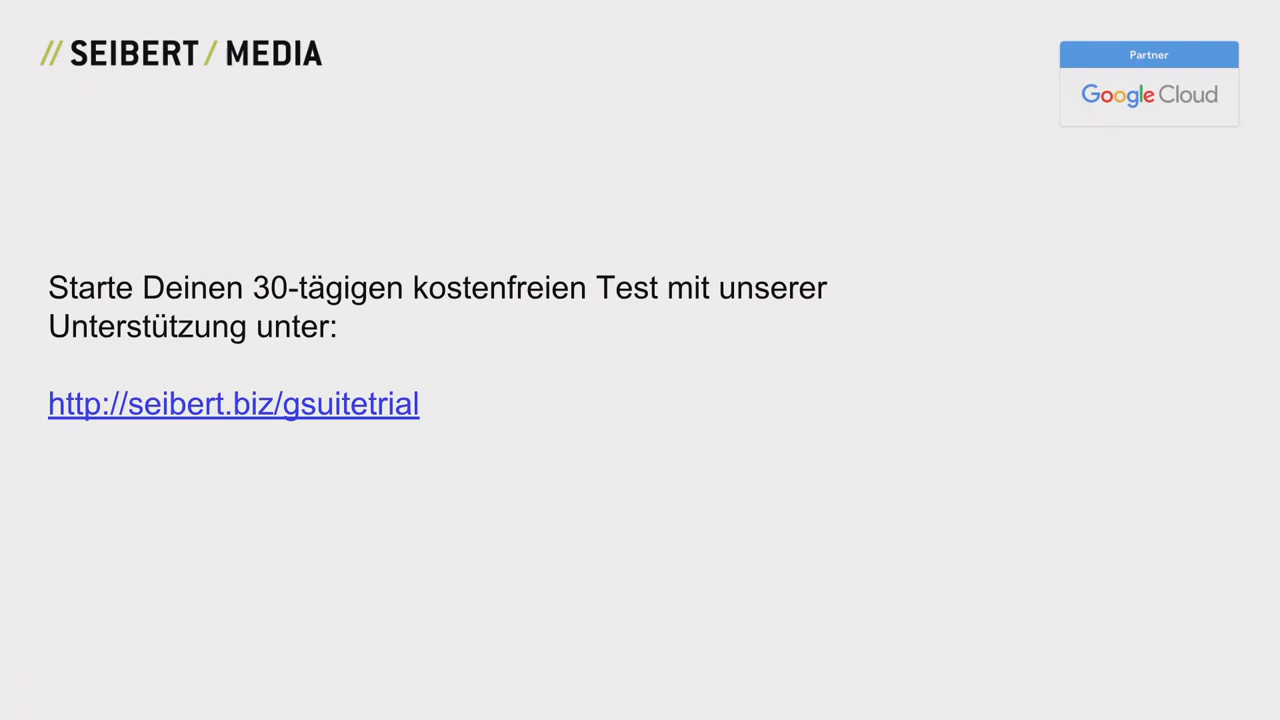 // SEIBERT / MEDIA
Partner
Google Cloud
Starte Deinen 30-tägigen kostenfreien Test mit unserer
Unterstützung unter:
http://seibert.biz/gsuitetrial